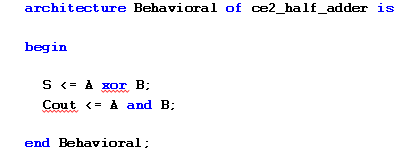 architecture Behavioral of ce2_half_adder is
begin
S <= A xor B;
Cout <= A and B;
end Behavioral;